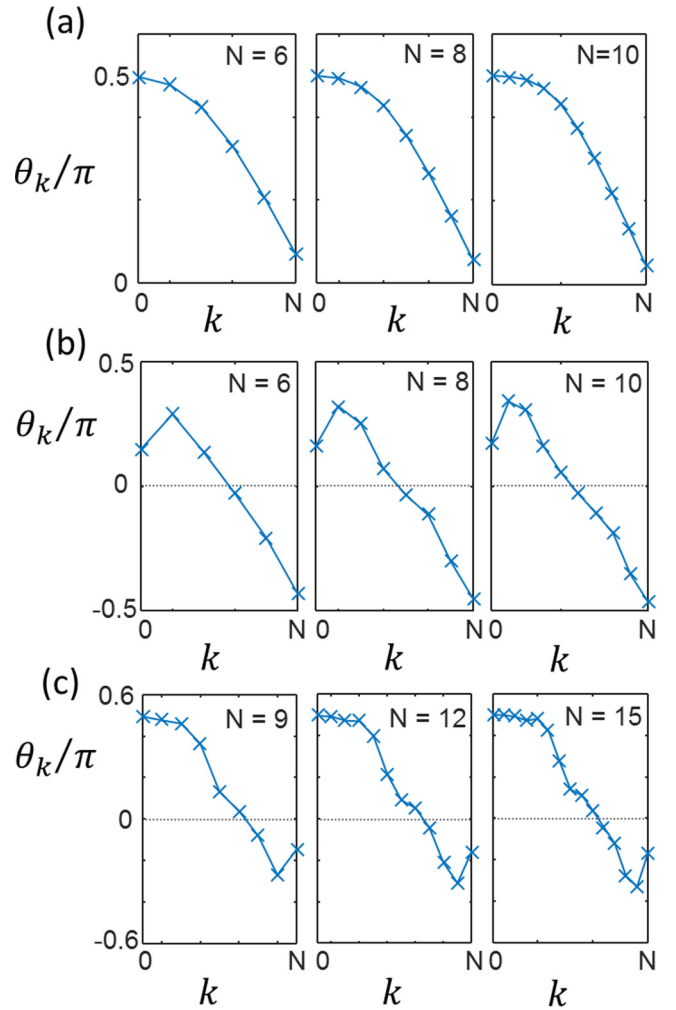 (a)
N = 6 N = 8 N=10
0.5
θₖ/π
0
0 N 0 N 0 N
k k k
(b)
0.5
N = 6 N = 8 N = 10
θₖ/π
0
-0.5
0 N 0 N 0 N
k k k
(c)
0.6
N = 9 N = 12 N = 15
θₖ/π
0
-0.6
0 N 0 N 0 N
k k k